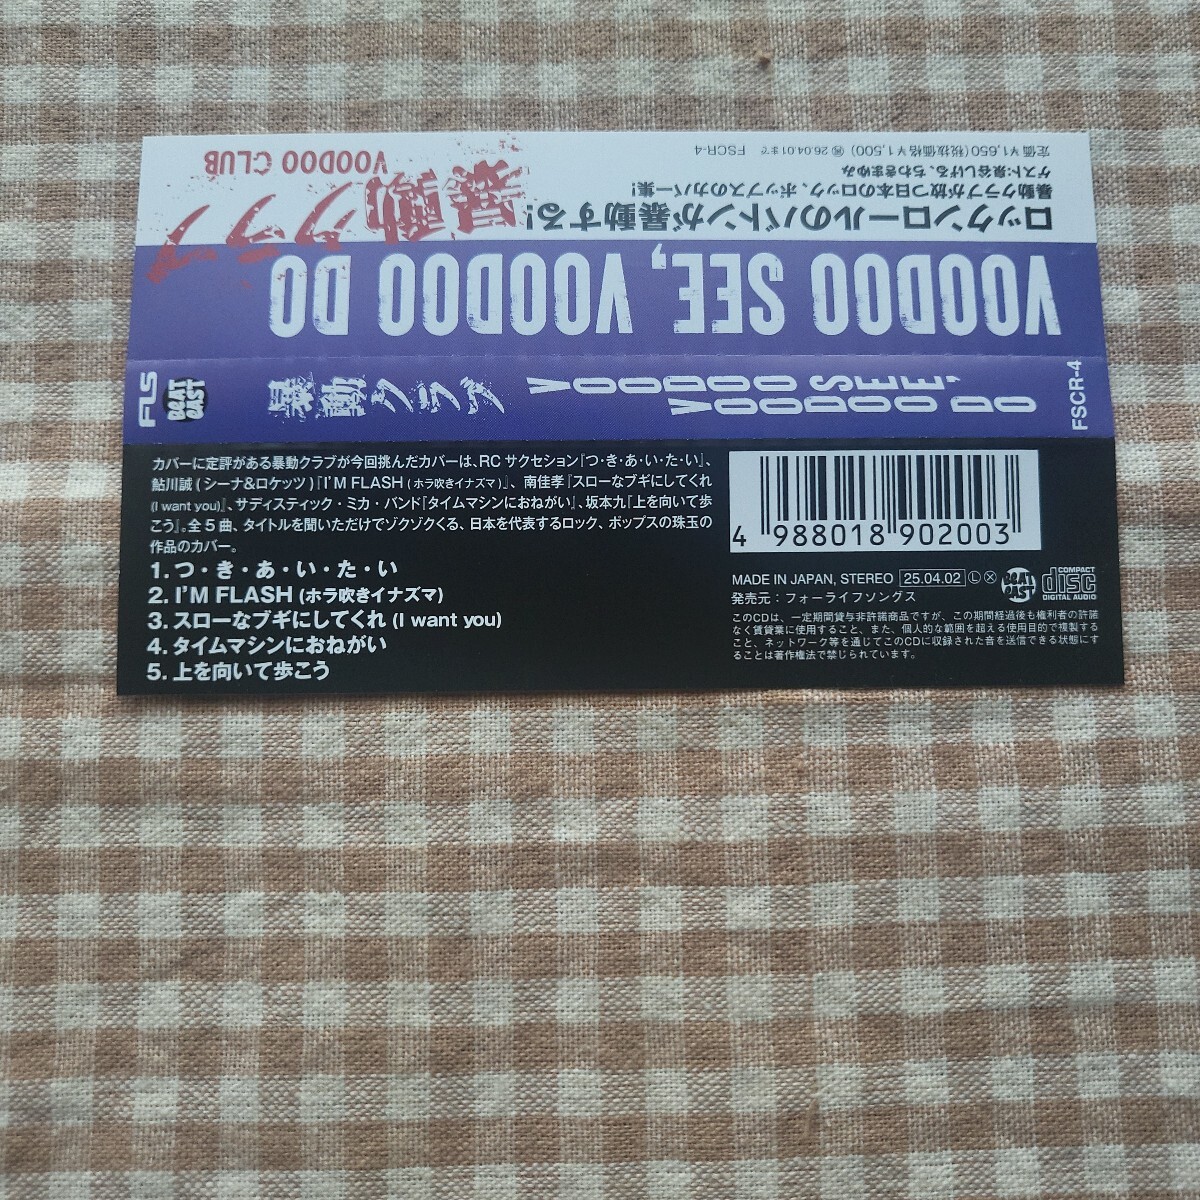 ロックンロールのバトンが暴動する!
暴動クラブが放つ日本のロック、ポップスのカバー集!
ゲスト:泉谷しげる、ちわきまゆみ
定価¥1,650(税抜価格¥1,500) 26.04.01まで FSCR-4
暴動クラブ
VOODOO CLUB
VOODOO SEE, VOODOO DO
FLS
BEAT EAST
暴動クラブ
VOODOO SEE,
VOODOO DO
FSCR-4
カバーに定評がある暴動クラブが今回挑んだカバーは、RCサクセション『つ・き・あ・い・た・い』、
鮎川誠(シーナ&ロケッツ)『I'M FLASH(ホラ吹きイナズマ)』、南佳孝『スローなブギにしてくれ
(I want you)』、サディスティック・ミカ・バンド『タイムマシンにおねがい』、坂本九『上を向いて歩
こう』。全5曲、タイトルを聞いただけでゾクゾクくる、日本を代表するロック、ポップスの珠玉の
作品のカバー。
1. つ・き・あ・い・た・い
2. I'M FLASH (ホラ吹きイナズマ)
3. スローなブギにしてくれ (I want you)
4. タイムマシンにおねがい
5. 上を向いて歩こう
4 988018 902003
MADE IN JAPAN, STEREO 25.04.02 Ⓛ Ⓧ BEAT EAST COMPACT disc DIGITAL AUDIO
発売元:フォーライフソングス
このCDは、一定期間貸与非許諾商品ですが、この期間経過後も権利者の許諾
なく賃貸業に使用すること、また、個人的な範囲を超える使用目的で複製する
こと、ネットワーク等を通じてこのCDに収録された音を送信できる状態にす
ることは著作権法で禁じられています。